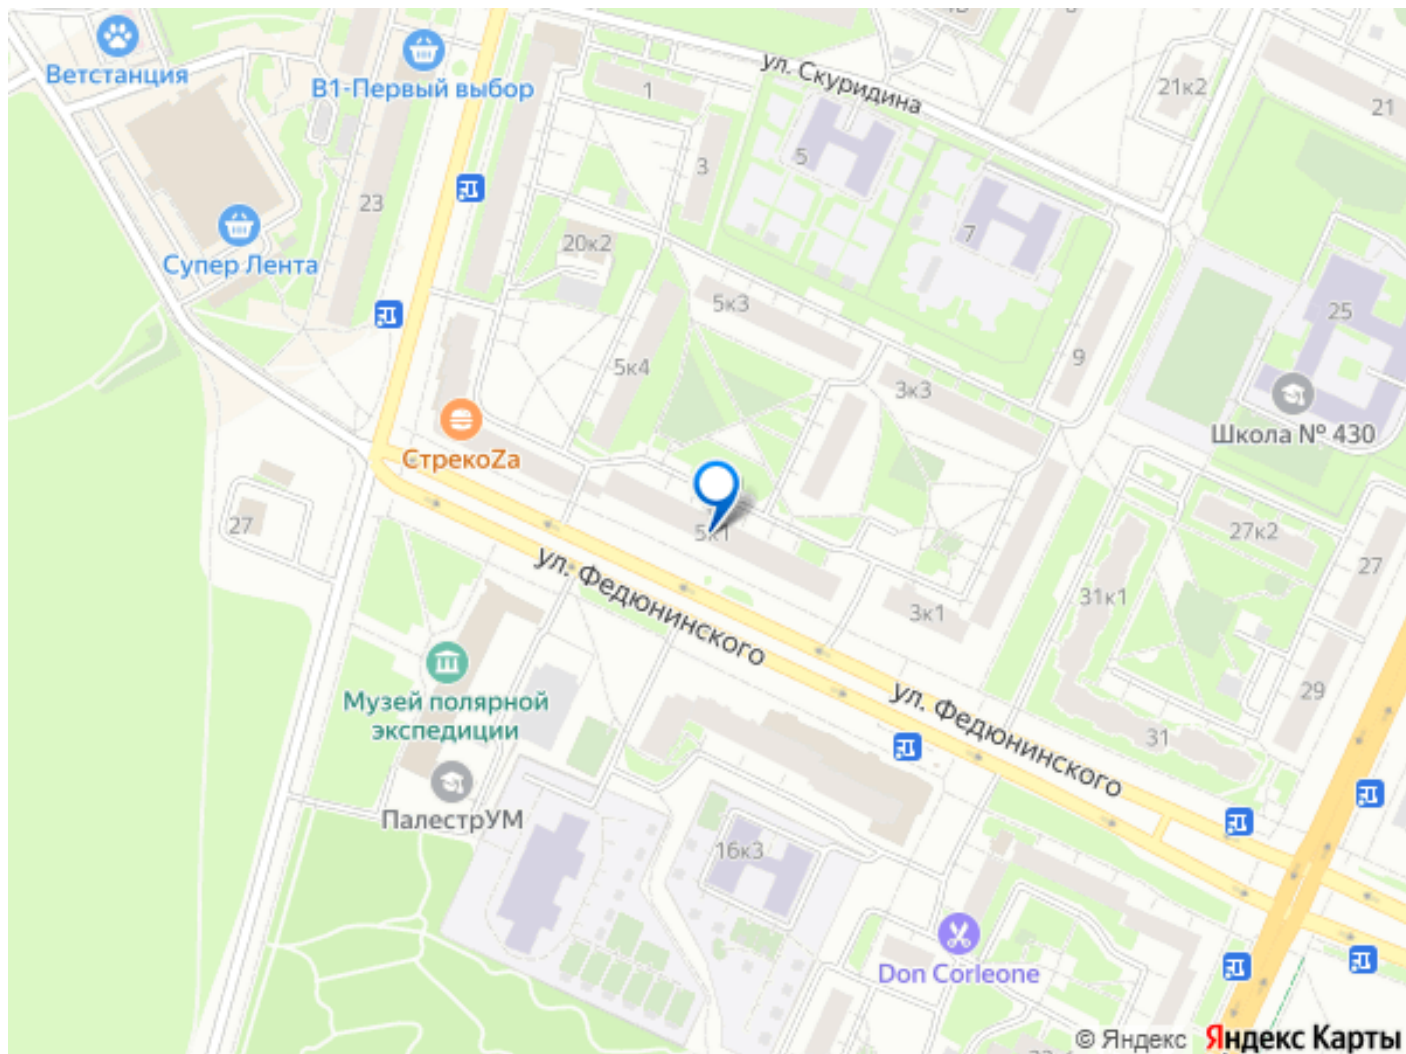 21к2
21
Ветстанция
В1-Первый выбор
1
ул. Скуридина
5
3
23
7
20к2
Супер Лента
5к3
25
5к4
9
3к3
СтрекоZа
Школа № 430
27
5к1
27к2
27
ул. Федюнинского
31к1
3к1
Музей полярной
экспедиции
ул. Федюнинского
29
31
ПалестрУМ
16к3
Don Corleone
© Яндекс Яндекс Карты